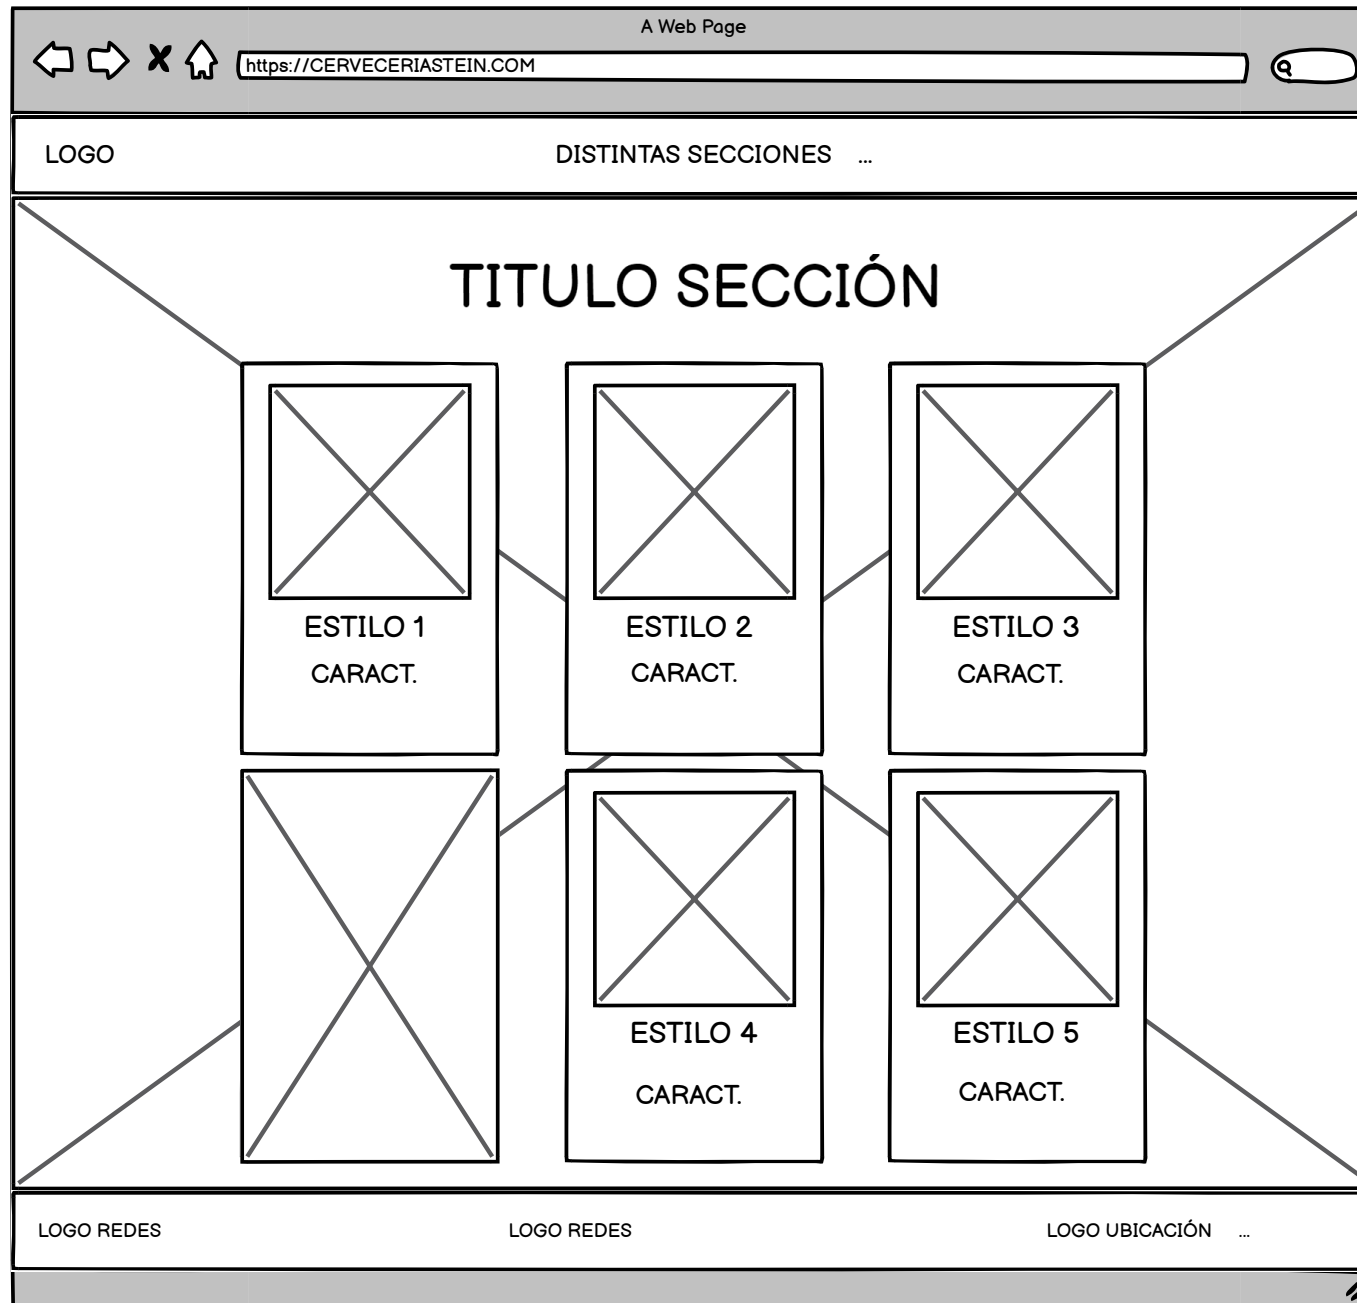 A Web Page
https://CERVECERIASTEIN.COM
LOGO DISTINTAS SECCIONES ...
TITULO SECCIÓN
ESTILO 1 ESTILO 2 ESTILO 3
CARACT. CARACT. CARACT.
ESTILO 4 ESTILO 5
CARACT. CARACT.
LOGO REDES LOGO REDES LOGO UBICACIÓN ...